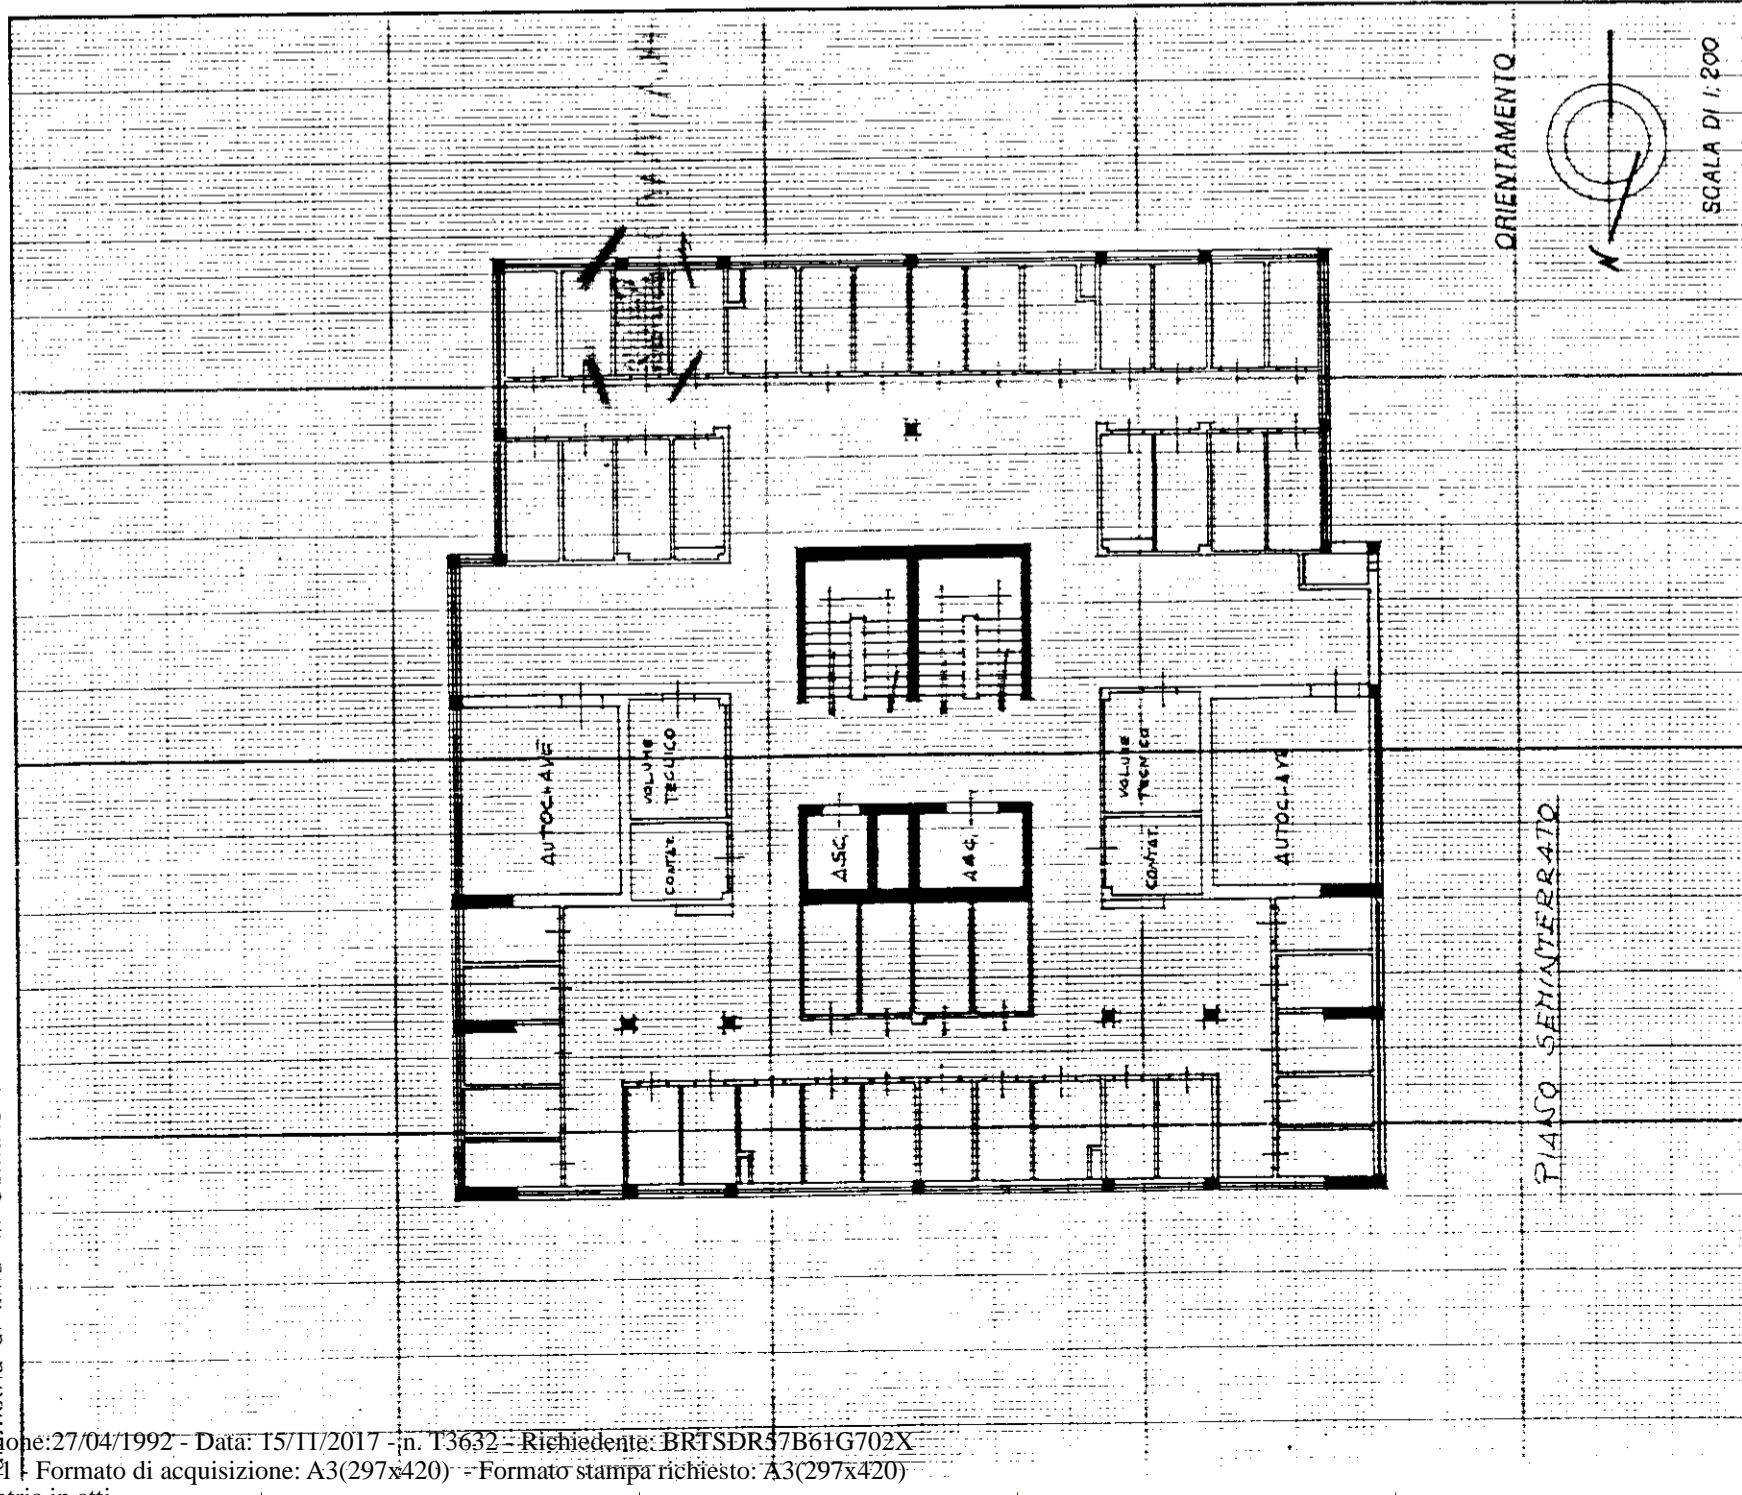 ORIENTAMENTO
N
SCALA DI 1:200
AUTOCLAVE
VOLUME
TECNICO
CONTAT.
ASC.
ASC.
VOLUME
TECNICO
CONTAT.
AUTOCLAVE
PIANO SEMINTERRATO
ione:27/04/1992 - Data: 15/11/2017 - n. T3632 - Richiedente: BRTSDR57B61G702X
1 - Formato di acquisizione: A3(297x420) - Formato stampa richiesto: A3(297x420)